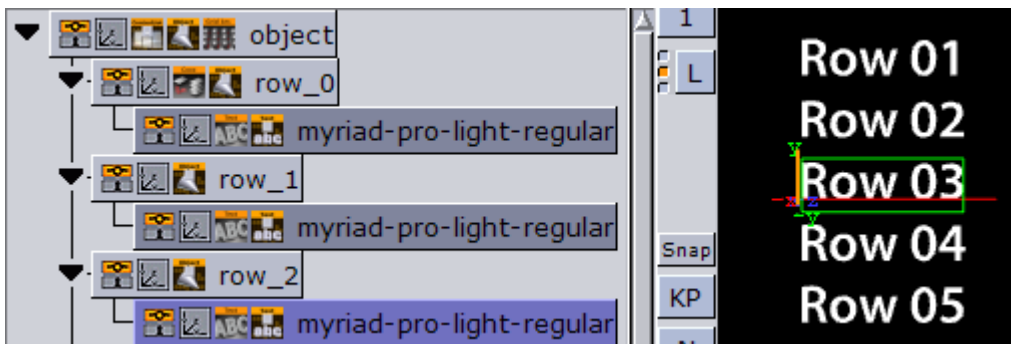 object
row_0
myriad-pro-light-regular
row_1
myriad-pro-light-regular
row_2
myriad-pro-light-regular
1
L
Snap
KP
Row 01
Row 02
Row 03
Row 04
Row 05